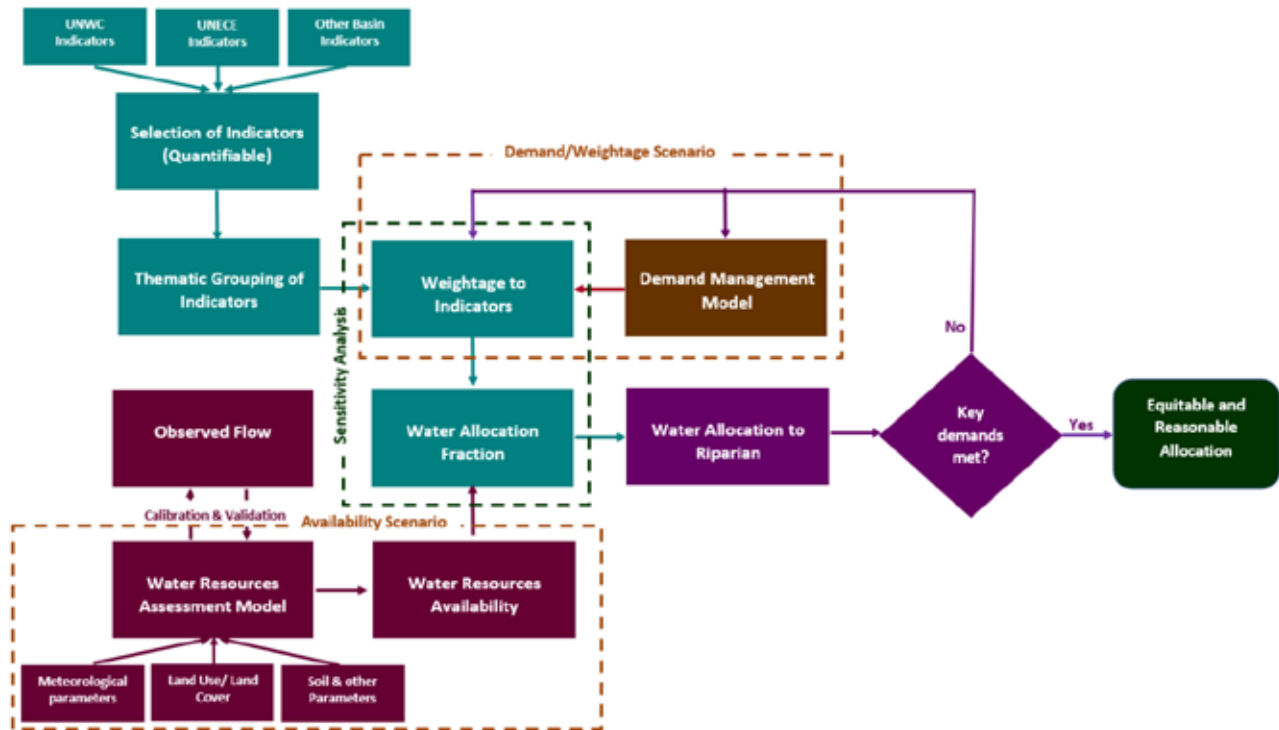 UNWC
Indicators
UNECE
Indicators
Other Basin
Indicators
Selection of Indicators
(Quantifiable)
Demand/Weightage Scenario
Thematic Grouping of
Indicators
Weightage to
Indicators
Demand Management
Model
No
Sensitivity Analysis
Observed Flow
Water Allocation
Fraction
Water Allocation to
Riparian
Key
demands
met?
Yes
Equitable and
Reasonable
Allocation
Calibration & Validation
Availability Scenario
Water Resources
Assessment Model
Water Resources
Availability
Meteorological
parameters
Land Use/ Land
Cover
Soil & other
Parameters